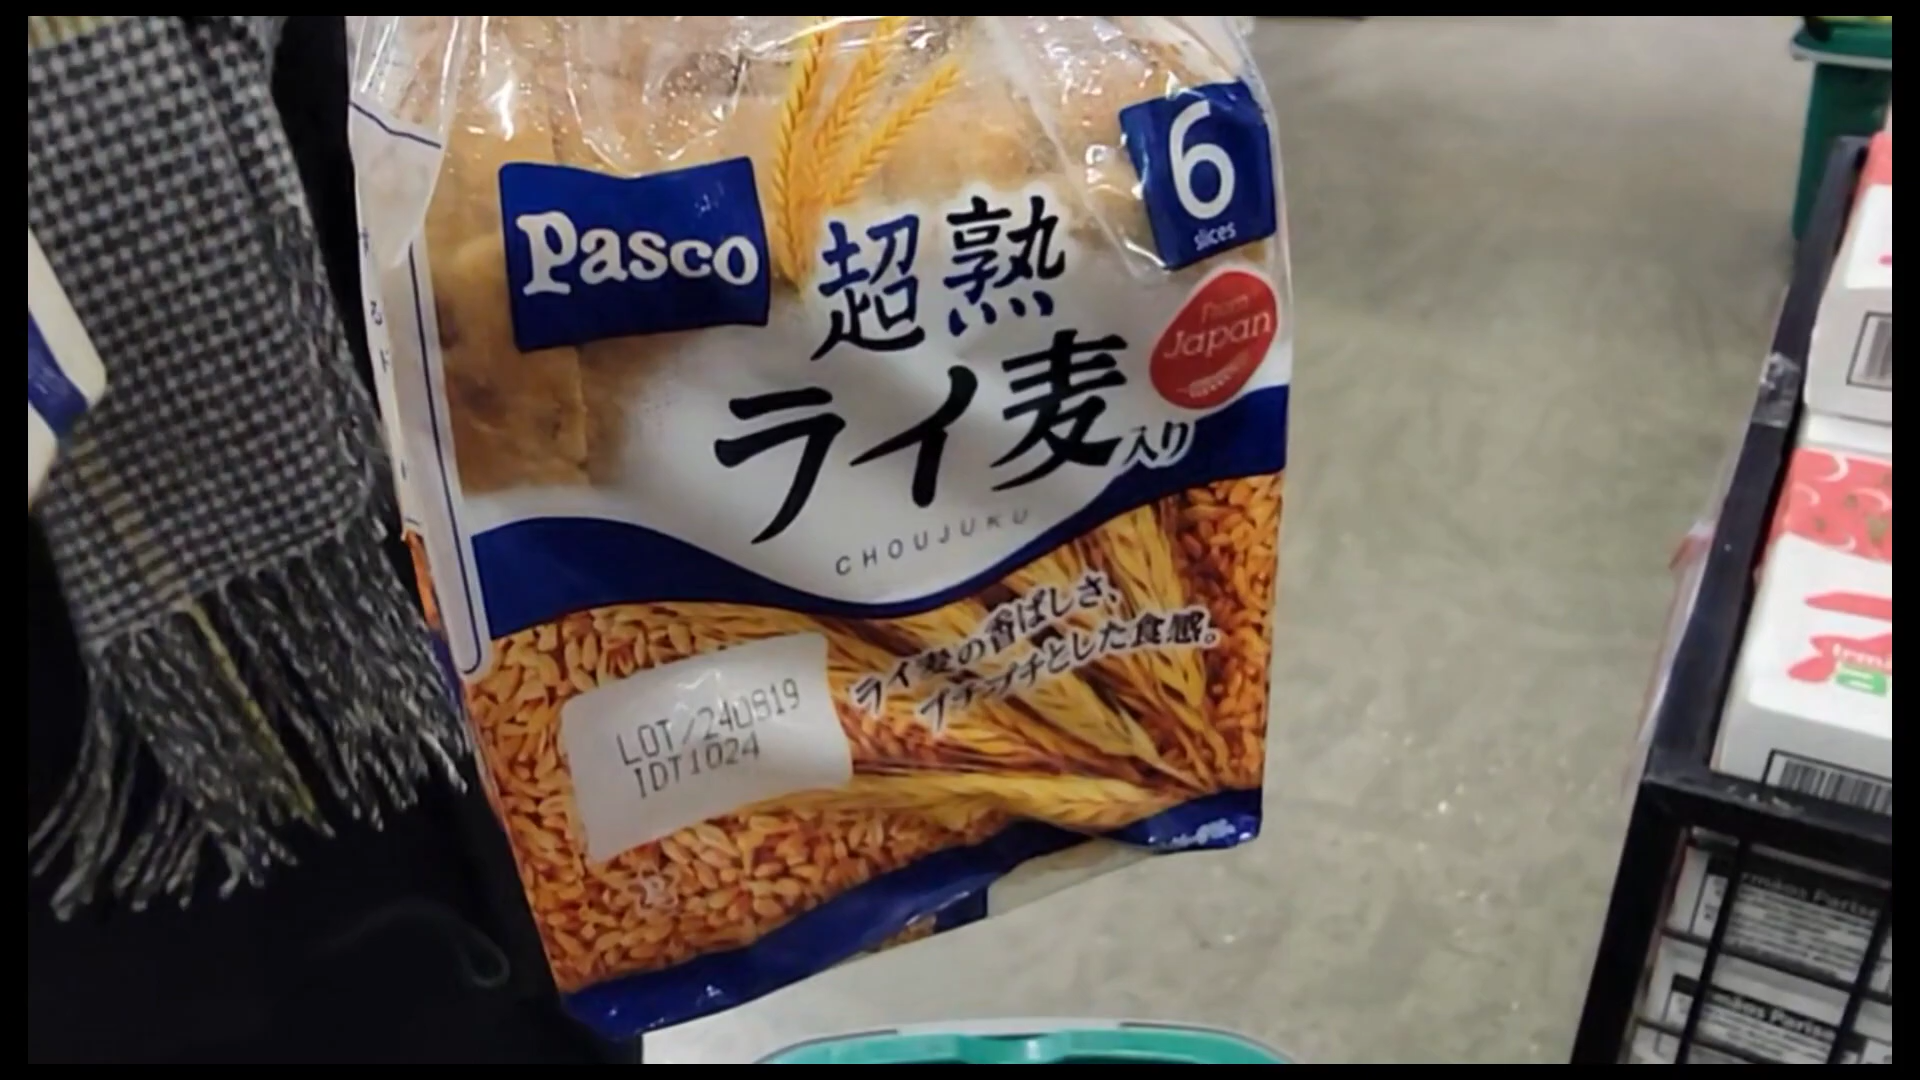 Pasco
6
slices
超熟
From
Japan
ライ麦入り
CHOUJUKU
ライ麦の香ばしさ、
プチプチとした食感。
LOT/240819
IDT1024